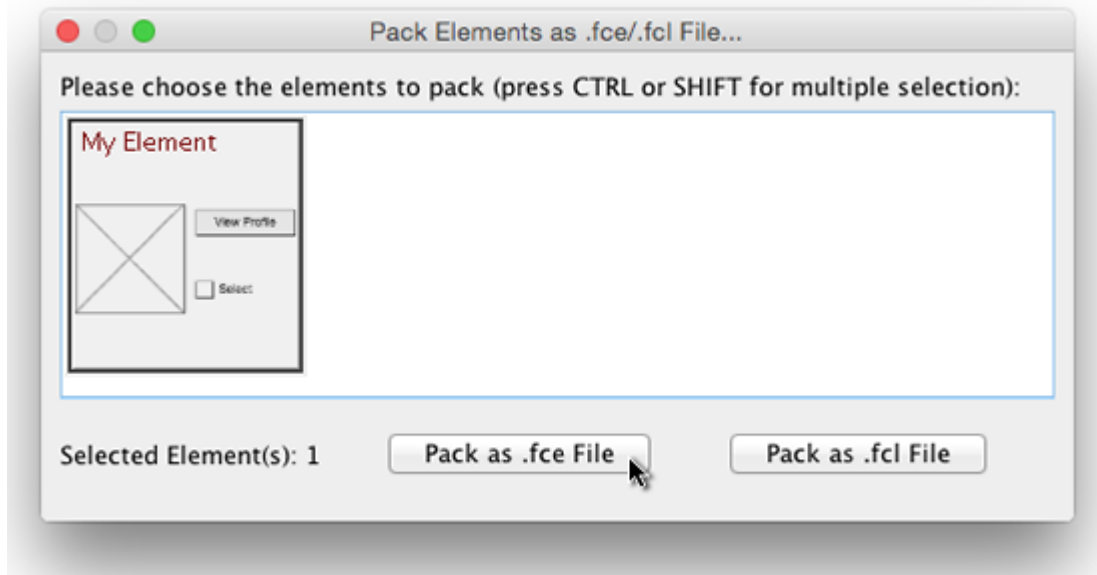 Pack Elements as .fce/.fcl File...
Please choose the elements to pack (press CTRL or SHIFT for multiple selection):
My Element
View Profile
Select
Selected Element(s): 1
Pack as .fce File
Pack as .fcl File